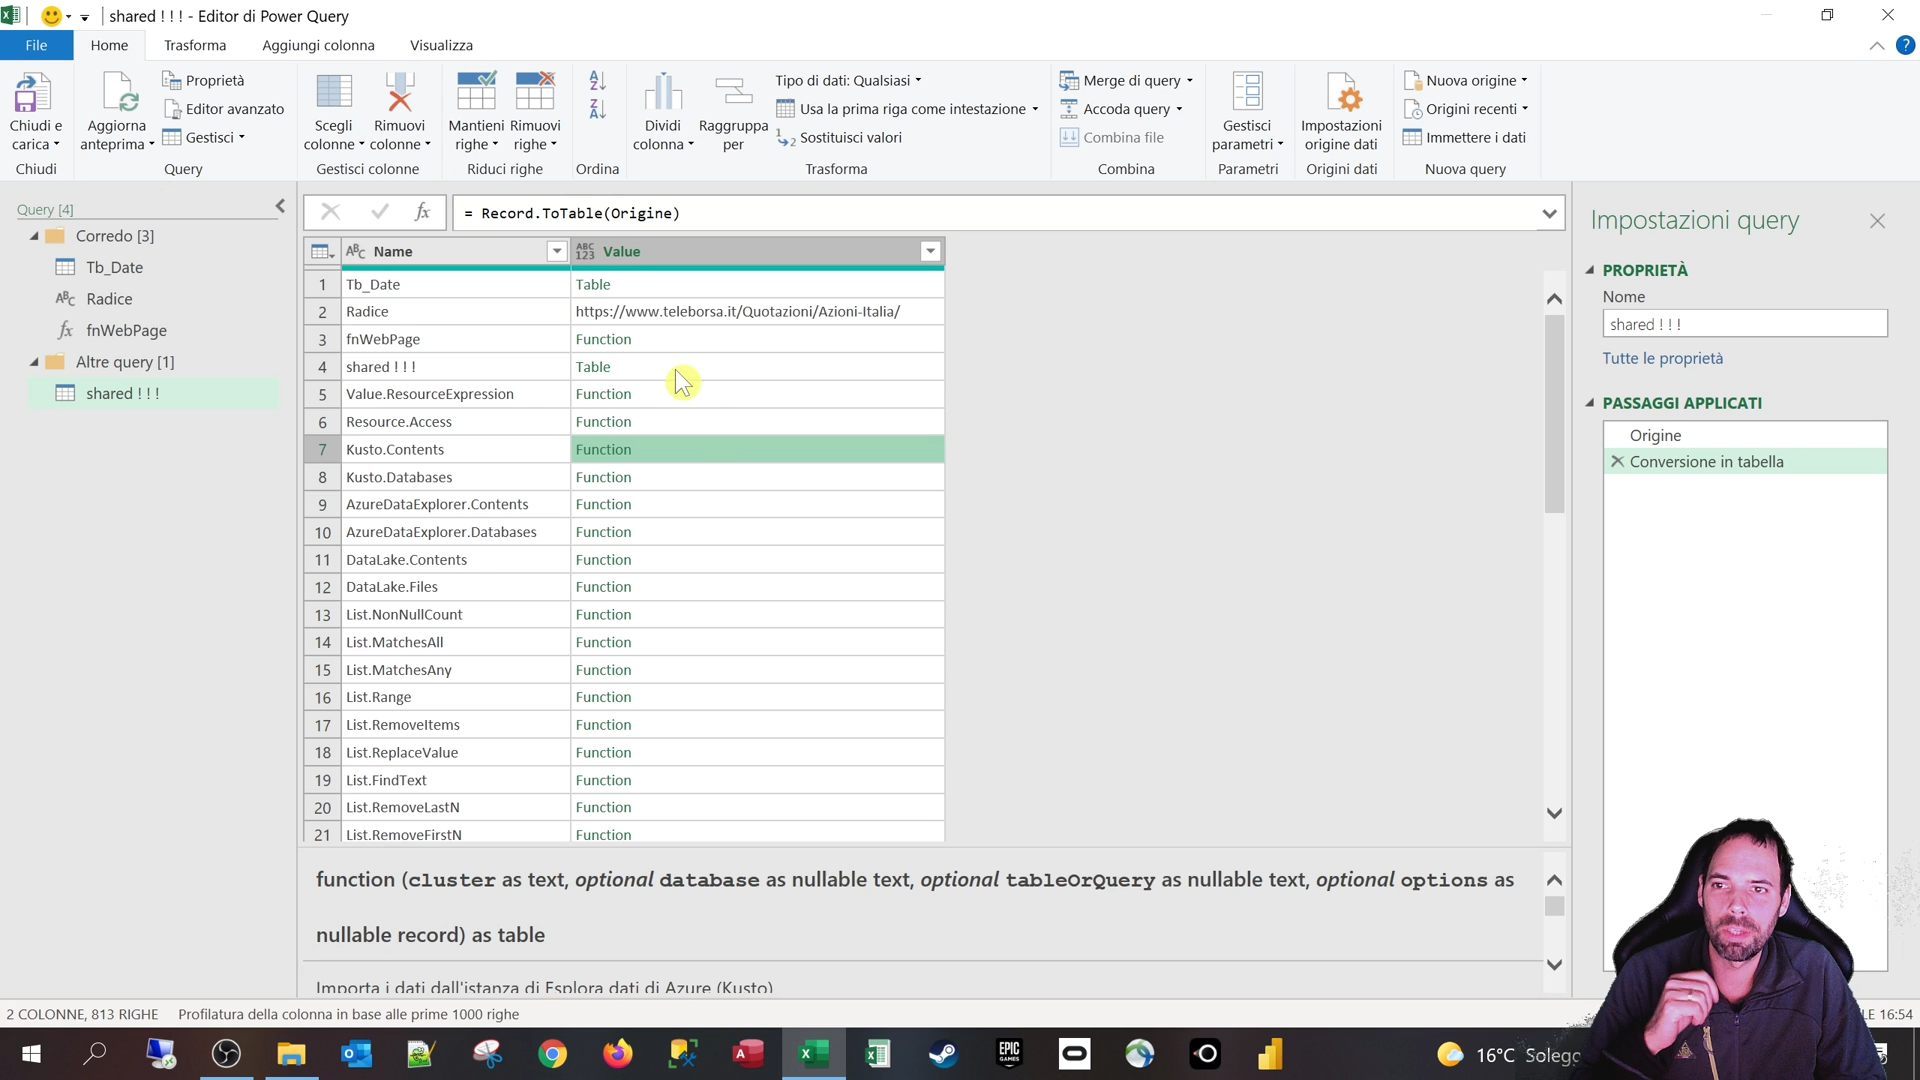 shared ! ! ! - Editor di Power Query
File
Home
Trasforma
Aggiungi colonna
Visualizza
Chiudi e carica
Chiudi
Aggiorna anteprima
Proprietà
Editor avanzato
Gestisci
Query
Scegli colonne
Rimuovi colonne
Gestisci colonne
Mantieni righe
Rimuovi righe
Riduci righe
Ordina
Dividi colonna
Raggruppa per
Tipo di dati: Qualsiasi
Usa la prima riga come intestazione
Sostituisci valori
Trasforma
Merge di query
Accoda query
Combina file
Combina
Gestisci parametri
Parametri
Impostazioni origine dati
Origini dati
Nuova origine
Origini recenti
Immettere i dati
Nuova query
Query [4]
Corredo [3]
Tb_Date
Radice
fnWebPage
Altre query [1]
shared ! ! !
= Record.ToTable(Origine)
Name Value
1 Tb_Date Table
2 Radice https://www.teleborsa.it/Quotazioni/Azioni-Italia/
3 fnWebPage Function
4 shared ! ! ! Table
5 Value.ResourceExpression Function
6 Resource.Access Function
7 Kusto.Contents Function
8 Kusto.Databases Function
9 AzureDataExplorer.Contents Function
10 AzureDataExplorer.Databases Function
11 DataLake.Contents Function
12 DataLake.Files Function
13 List.NonNullCount Function
14 List.MatchesAll Function
15 List.MatchesAny Function
16 List.Range Function
17 List.RemoveItems Function
18 List.ReplaceValue Function
19 List.FindText Function
20 List.RemoveLastN Function
21 List.RemoveFirstN Function
function (cluster as text, optional database as nullable text, optional tableOrQuery as nullable text, optional options as
nullable record) as table
Importa i dati dall'istanza di Esplora dati di Azure (Kusto)
Impostazioni query
PROPRIETÀ
Nome
shared ! ! !
Tutte le proprietà
PASSAGGI APPLICATI
Origine
Conversione in tabella
2 COLONNE, 813 RIGHE Profilatura della colonna in base alle prime 1000 righe
16:54
EPIC GAMES
16°C